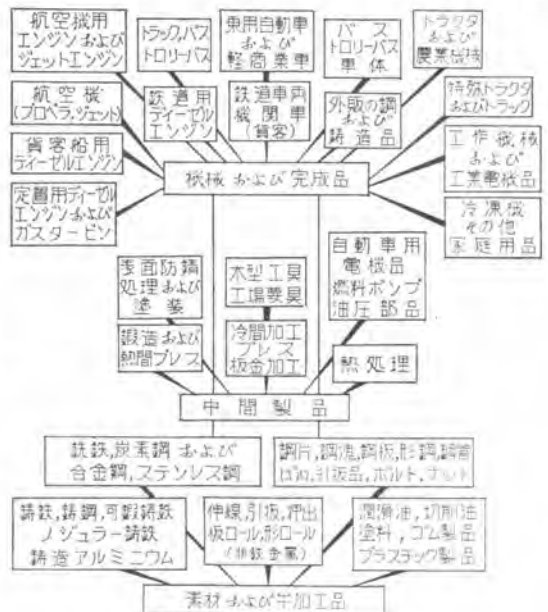 航空機用
エンジンおよび
ジェットエンジン
トラック,バス
トロリーバス
乗用自動車
および
軽商業車
バース
トロリーバス
車体
トラクタ
および
農業機械
航空機
(プロペラ,ジェット)
鉄道用
ディーゼル
エンジン
鉄道車両
機関車
(貨客)
外販の鋼
および
鋳造品
特殊トラクタ
およびトラック
貨客船用
ディーゼルエンジン
機械および完成品
工作機械
および
工業電機品
定置用ディーゼル
エンジンおよび
ガスタービン
冷凍機
その他
家庭用品
表面防錆
処理および
塗装
木型工具
工場要具
自動車用
電機品
燃料ポンプ
油圧部品
鍛造および
熱間プレス
冷間加工
プレス
板金加工
熱処理
中間製品
銑鉄,炭素鋼および
合金鋼,ステンレス鋼
鋼片,鋼塊,鋼板,形鋼,鋼管
引抜品,ボルト,ナット
鋳鉄,鋳鋼,可鍛鋳鉄
ノジュラー鋳鉄
鋳造アルミニウム
伸線,引抜,押出
板ロール,形ロール
(非鉄金属)
潤滑油,切削油
塗料,ゴム製品
プラスチック製品
素材および半加工品